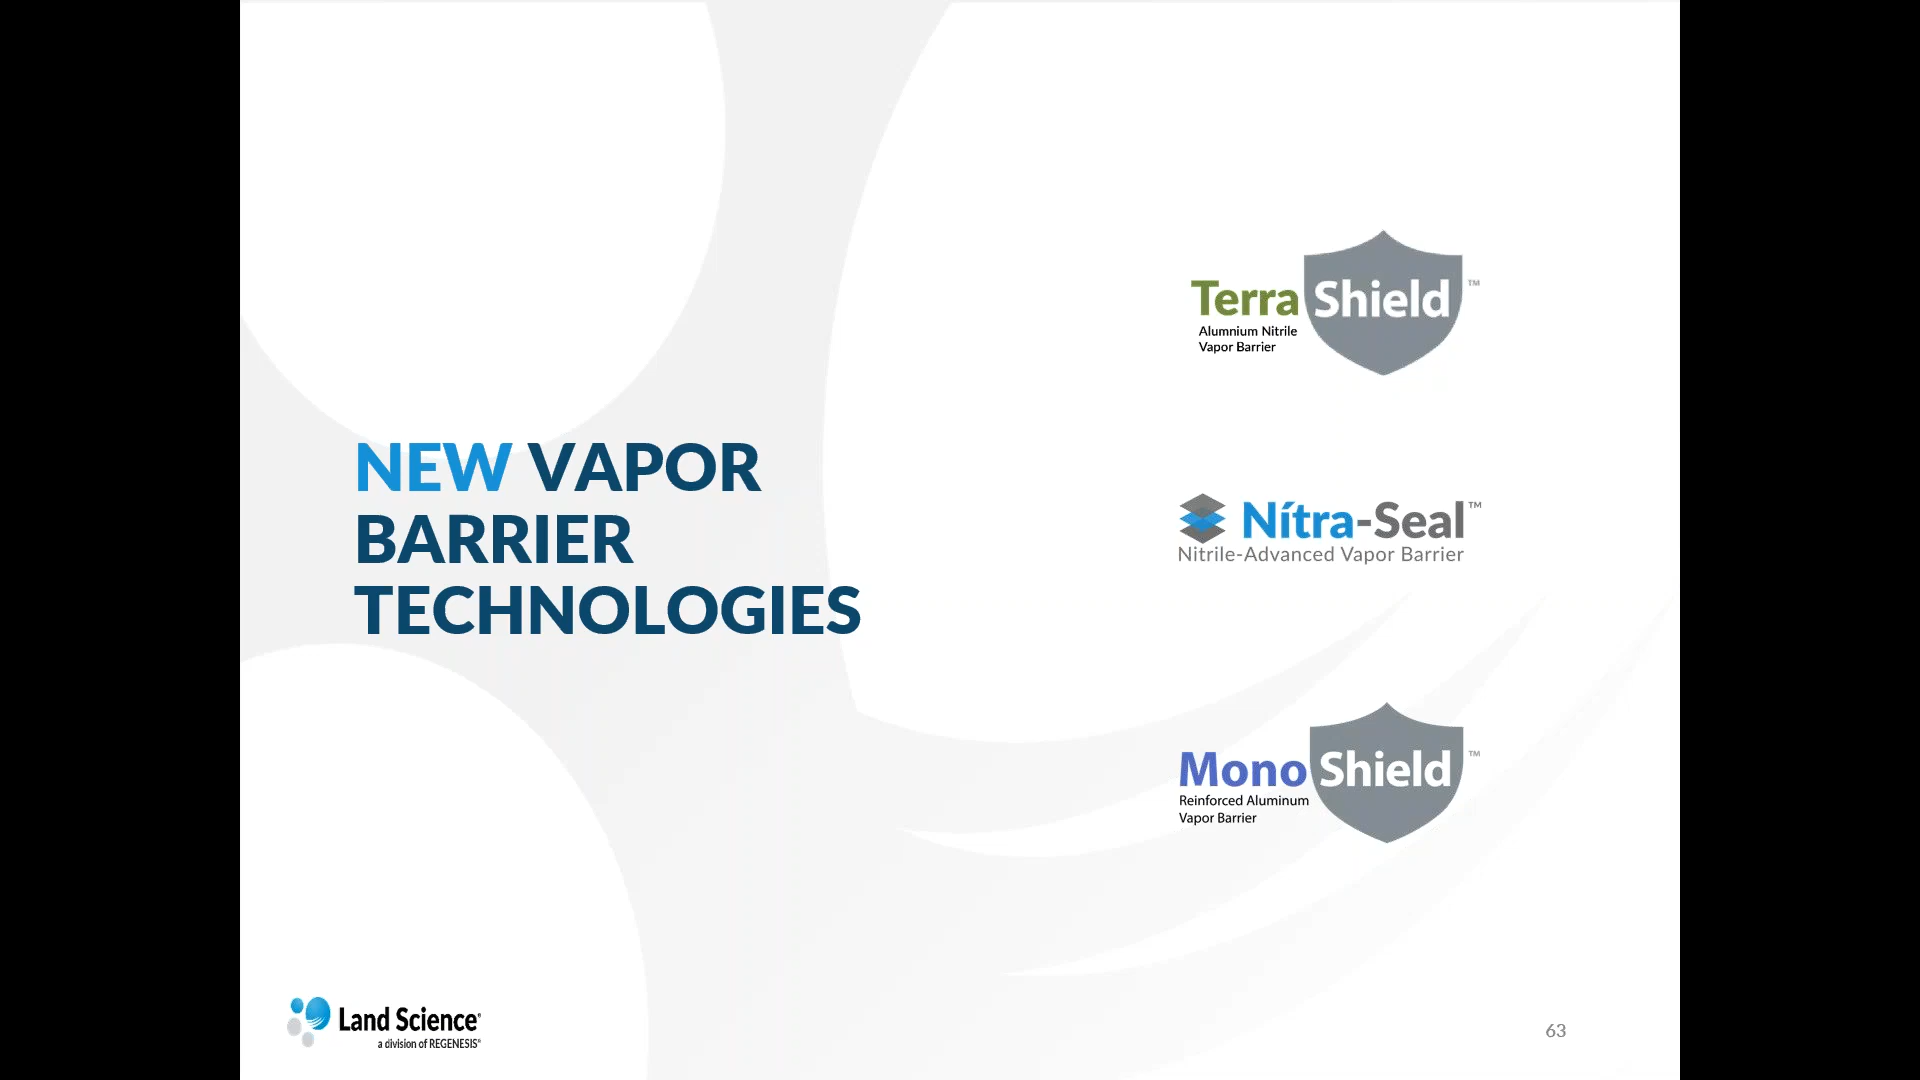 NEW VAPOR
BARRIER
TECHNOLOGIES
Terra Shield™
Alumnium Nitrile
Vapor Barrier
Nítra-Seal™
Nitrile-Advanced Vapor Barrier
Mono Shield™
Reinforced Aluminum
Vapor Barrier
Land Science®
a division of REGENESIS®
63